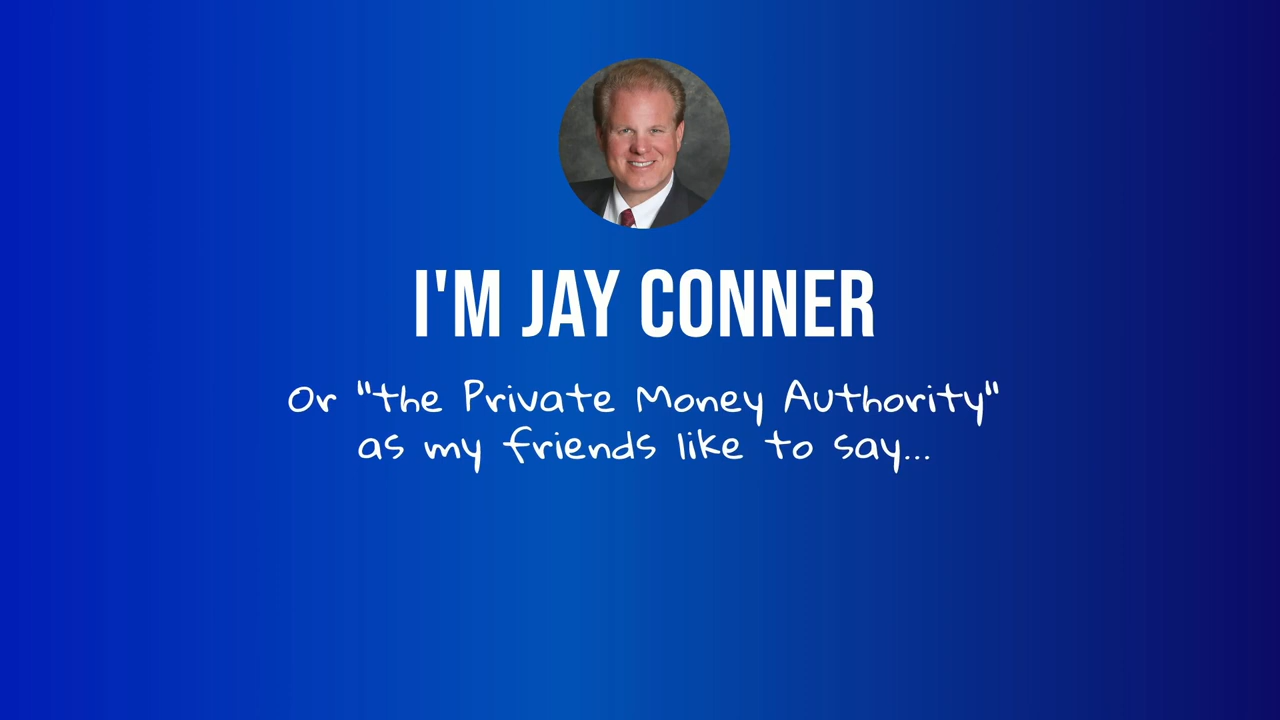 I'M JAY CONNER
Or "the Private Money Authority"
as my friends like to say...